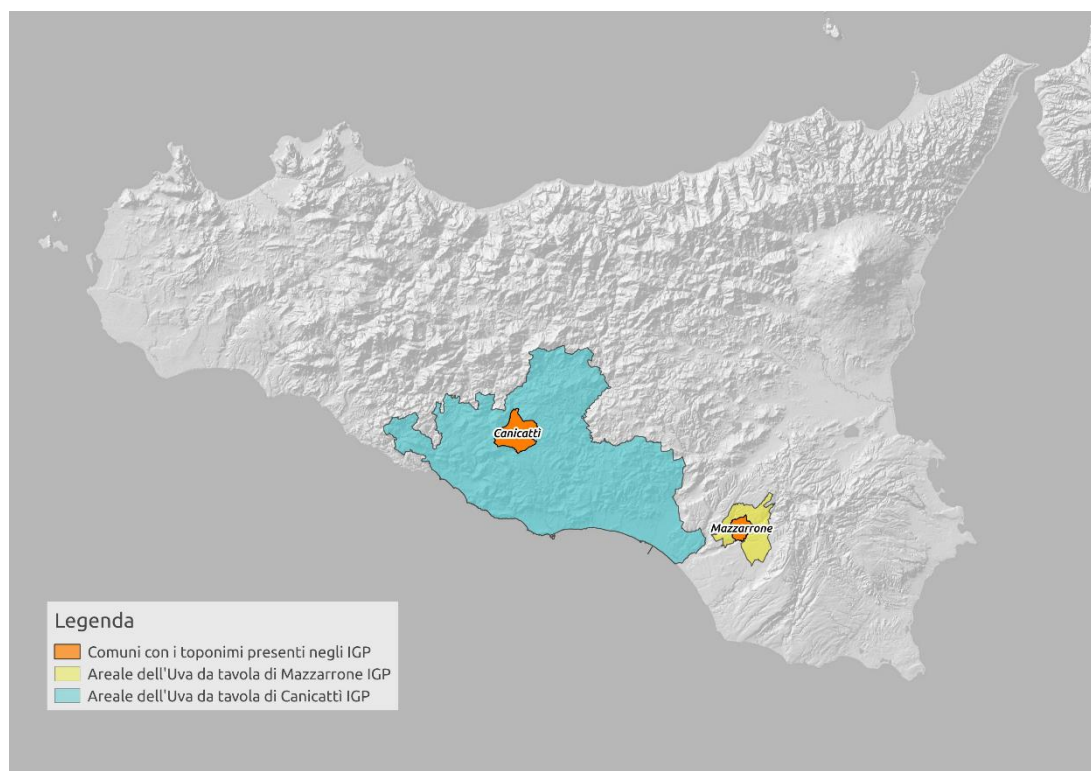 Canicattì
Mazzarrone
Legenda
Comuni con i toponimi presenti negli IGP
Areale dell'Uva da tavola di Mazzarrone IGP
Areale dell'Uva da tavola di Canicattì IGP